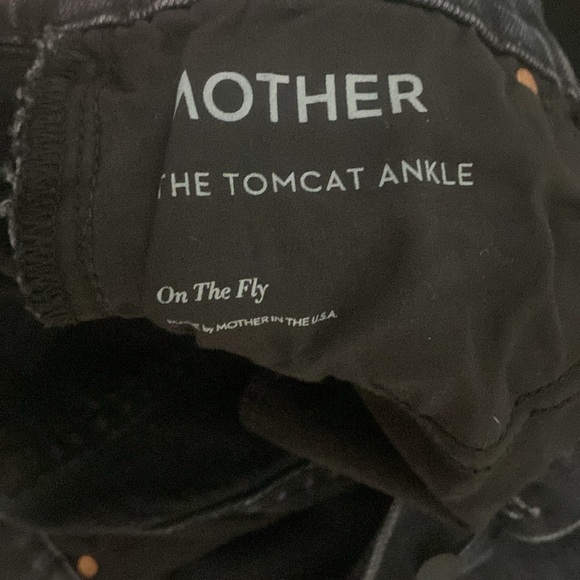 MOTHER
THE TOMCAT ANKLE
On The Fly
by MOTHER IN THE U.S.A.